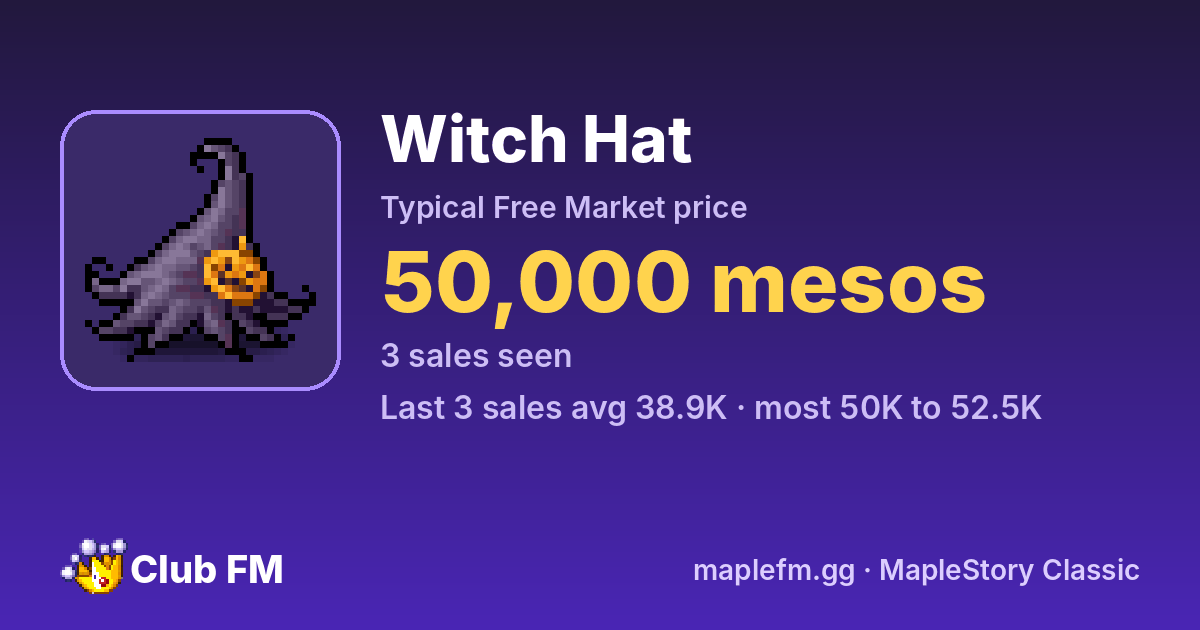 Witch Hat
Typical Free Market price
50,000 mesos
3 sales seen
Last 3 sales avg 38.9K · most 50K to 52.5K
Club FM
maplefm.gg · MapleStory Classic